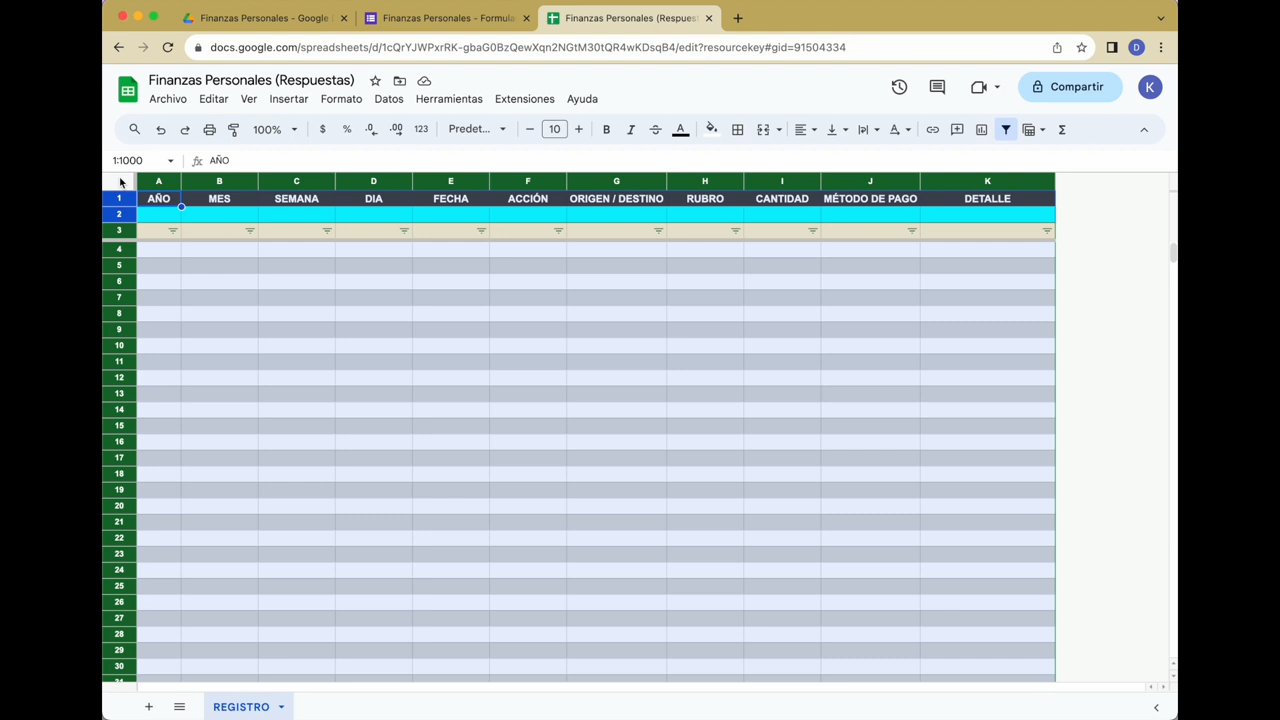 Finanzas Personales - Google
Finanzas Personales - Formula
Finanzas Personales (Respues
docs.google.com/spreadsheets/d/1cQrYJWPxrRK-gbaG0BzQewXqn2NGtM30tQR4wKDsqB4/edit?resourcekey#gid=91504334
D
Finanzas Personales (Respuestas)
Archivo Editar Ver Insertar Formato Datos Herramientas Extensiones Ayuda
Compartir
K
100% $ % .0 .00 123 Predet... − 10 + B I S A Σ
1:1000 fx AÑO
A B C D E F G H I J K
1 AÑO MES SEMANA DIA FECHA ACCIÓN ORIGEN / DESTINO RUBRO CANTIDAD MÉTODO DE PAGO DETALLE
2
3
4
5
6
7
8
9
10
11
12
13
14
15
16
17
18
19
20
21
22
23
24
25
26
27
28
29
30
REGISTRO